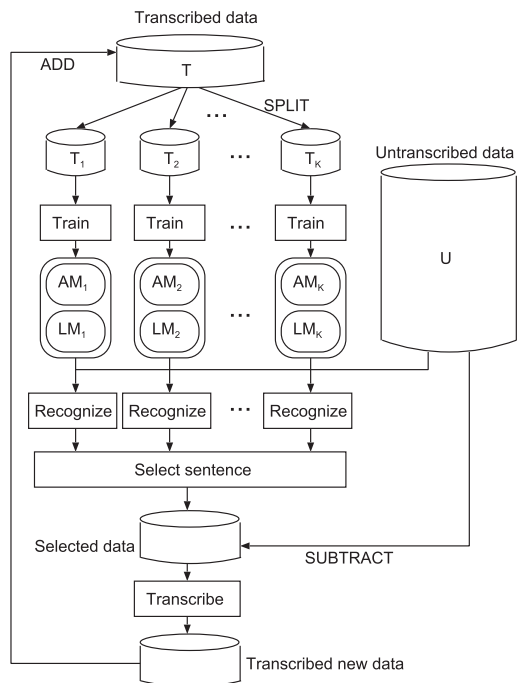 Transcribed data
ADD
T
SPLIT
...
T1 T2 ... TK
Untranscribed data
U
Train Train ... Train
AM1 AM2 AMK
...
LM1 LM2 LMK
Recognize Recognize ... Recognize
Select sentence
Selected data
SUBTRACT
Transcribe
Transcribed new data